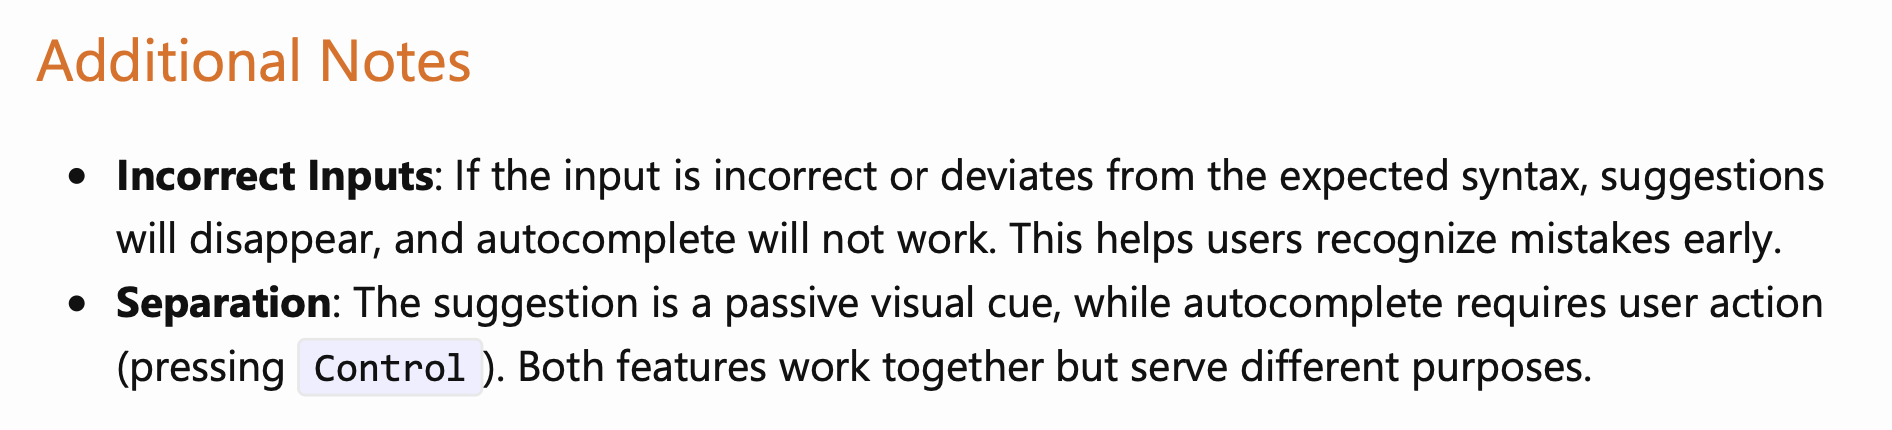 Additional Notes
• Incorrect Inputs: If the input is incorrect or deviates from the expected syntax, suggestions
will disappear, and autocomplete will not work. This helps users recognize mistakes early.
• Separation: The suggestion is a passive visual cue, while autocomplete requires user action
(pressing Control). Both features work together but serve different purposes.